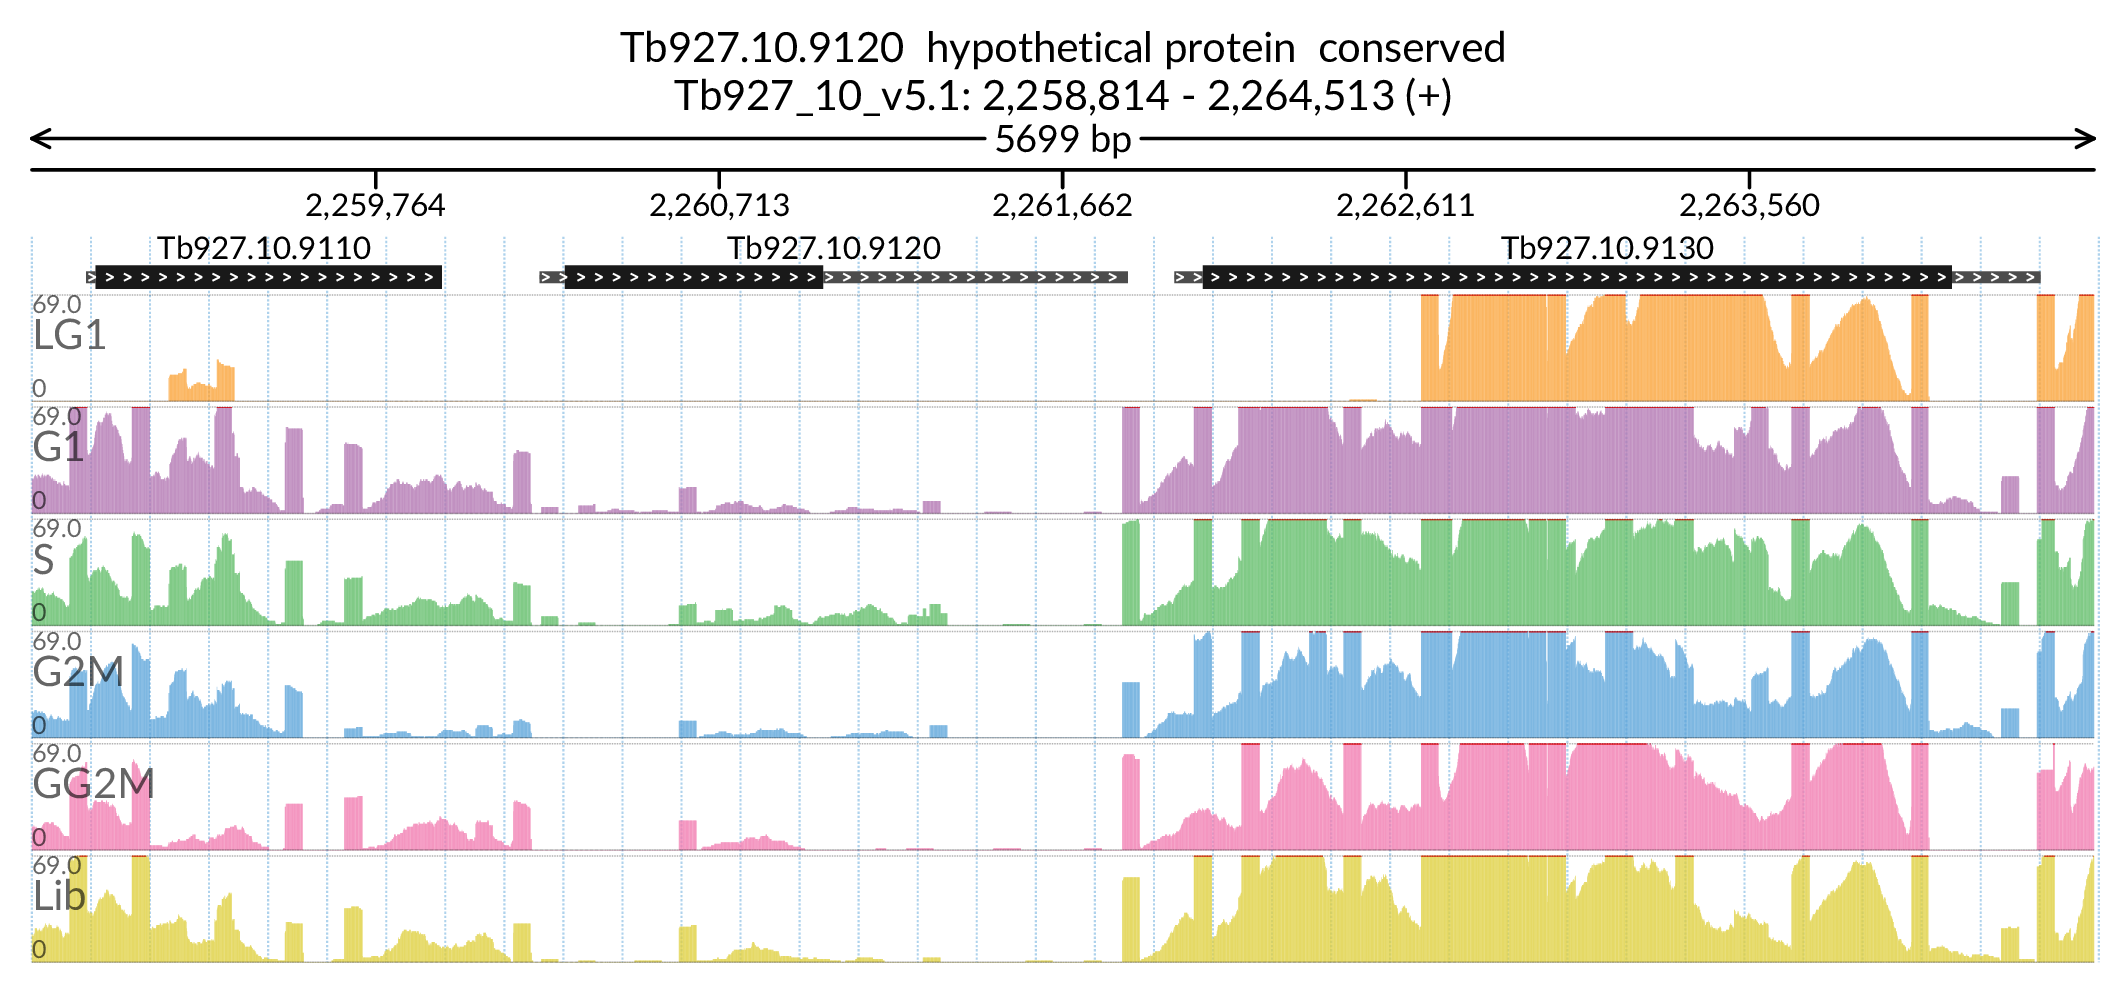 Tb927.10.9120  hypothetical protein  conserved
Tb927_10_v5.1: 2,258,814 - 2,264,513 (+)
5699 bp
2,259,764 2,260,713 2,261,662 2,262,611 2,263,560
Tb927.10.9110 Tb927.10.9120 Tb927.10.9130
69.0
LG1
0
69.0
G1
0
69.0
S
0
69.0
G2M
0
69.0
GG2M
0
69.0
Lib
0